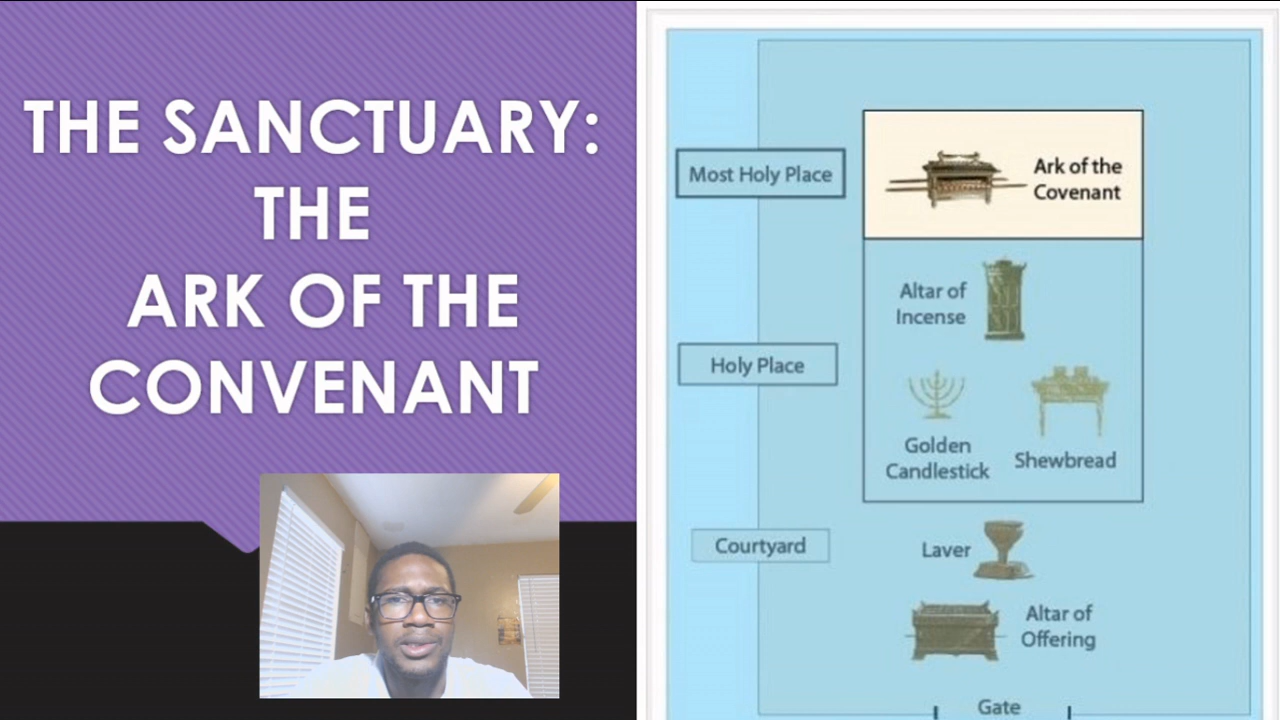 THE SANCTUARY:
THE
ARK OF THE
CONVENANT
Most Holy Place
Ark of the
Covenant
Altar of
Incense
Holy Place
Golden
Candlestick
Shewbread
Courtyard
Laver
Altar of
Offering
Gate